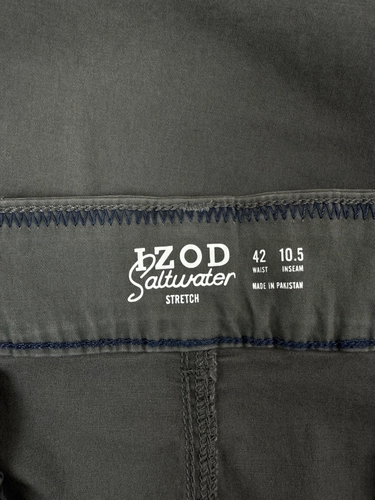 IZOD
Saltwater
STRETCH
42 10.5
WAIST INSEAM
MADE IN PAKISTAN